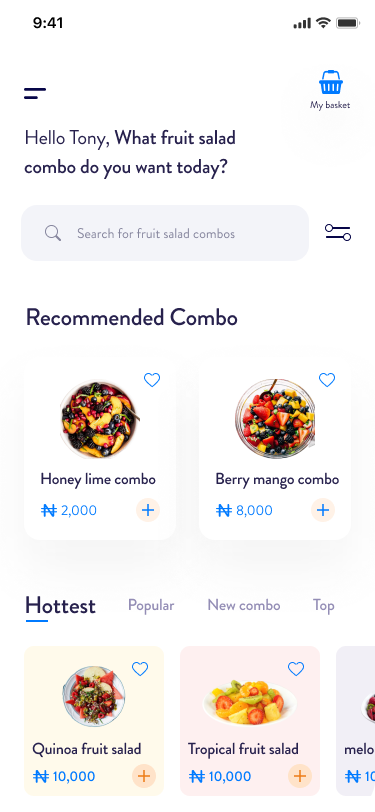 9:41
My basket
Hello Tony, What fruit salad
combo do you want today?
Search for fruit salad combos
Recommended Combo
Honey lime combo
Berry mango combo
₦ 2,000
₦ 8,000
Hottest
Popular
New combo
Top
Quinoa fruit salad
Tropical fruit salad
melo
₦ 10,000
₦ 10,000
₦ 10